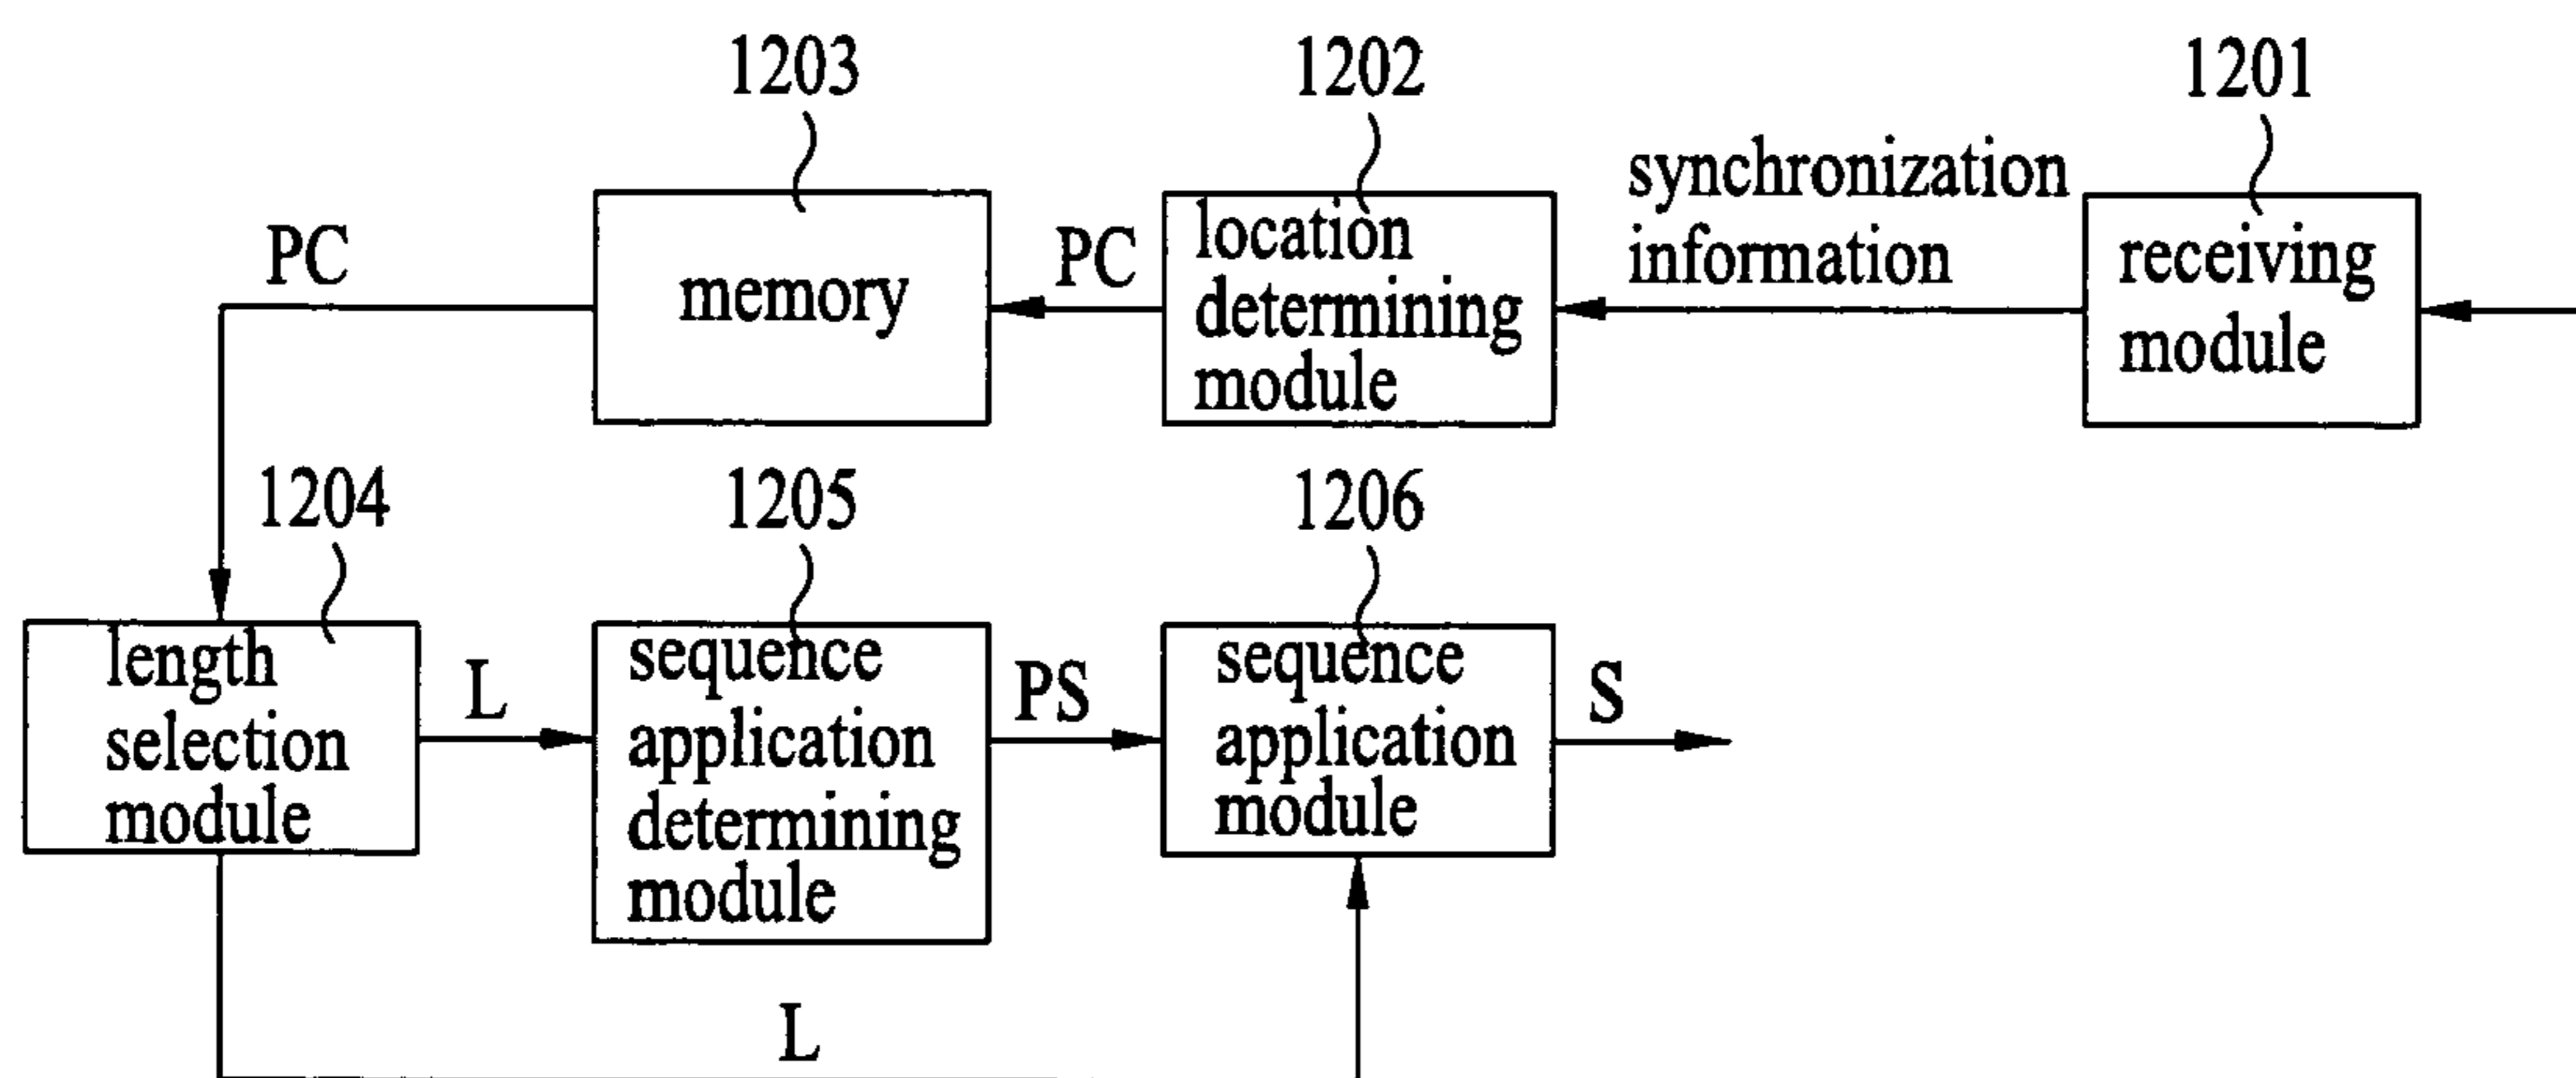 1203
1202
1201
PC
memory
PC
location
determining
module
synchronization
information
receiving
module
1204
1205
1206
length
selection
module
L
sequence
application
determining
module
PS
sequence
application
module
S
L